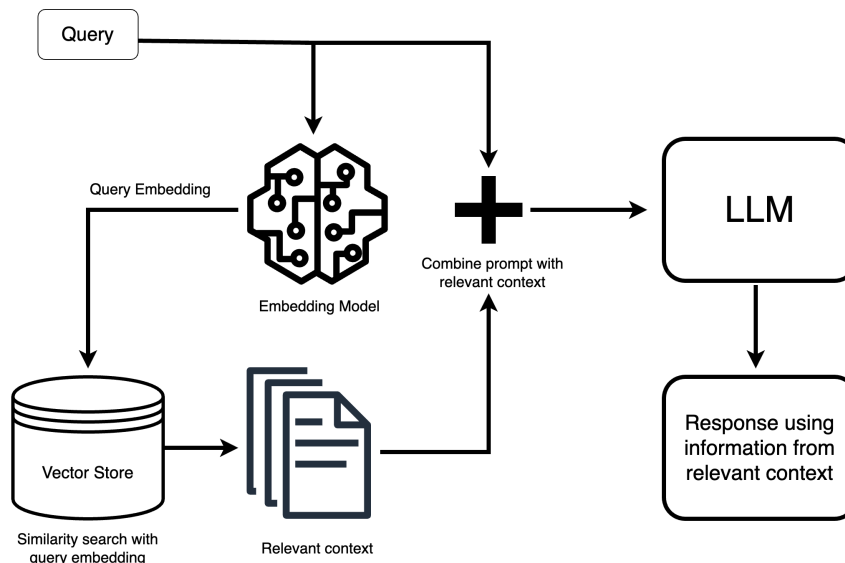 Query
Query Embedding
Embedding Model
Combine prompt with
relevant context
LLM
Vector Store
Similarity search with
query embedding
Relevant context
Response using
information from
relevant context